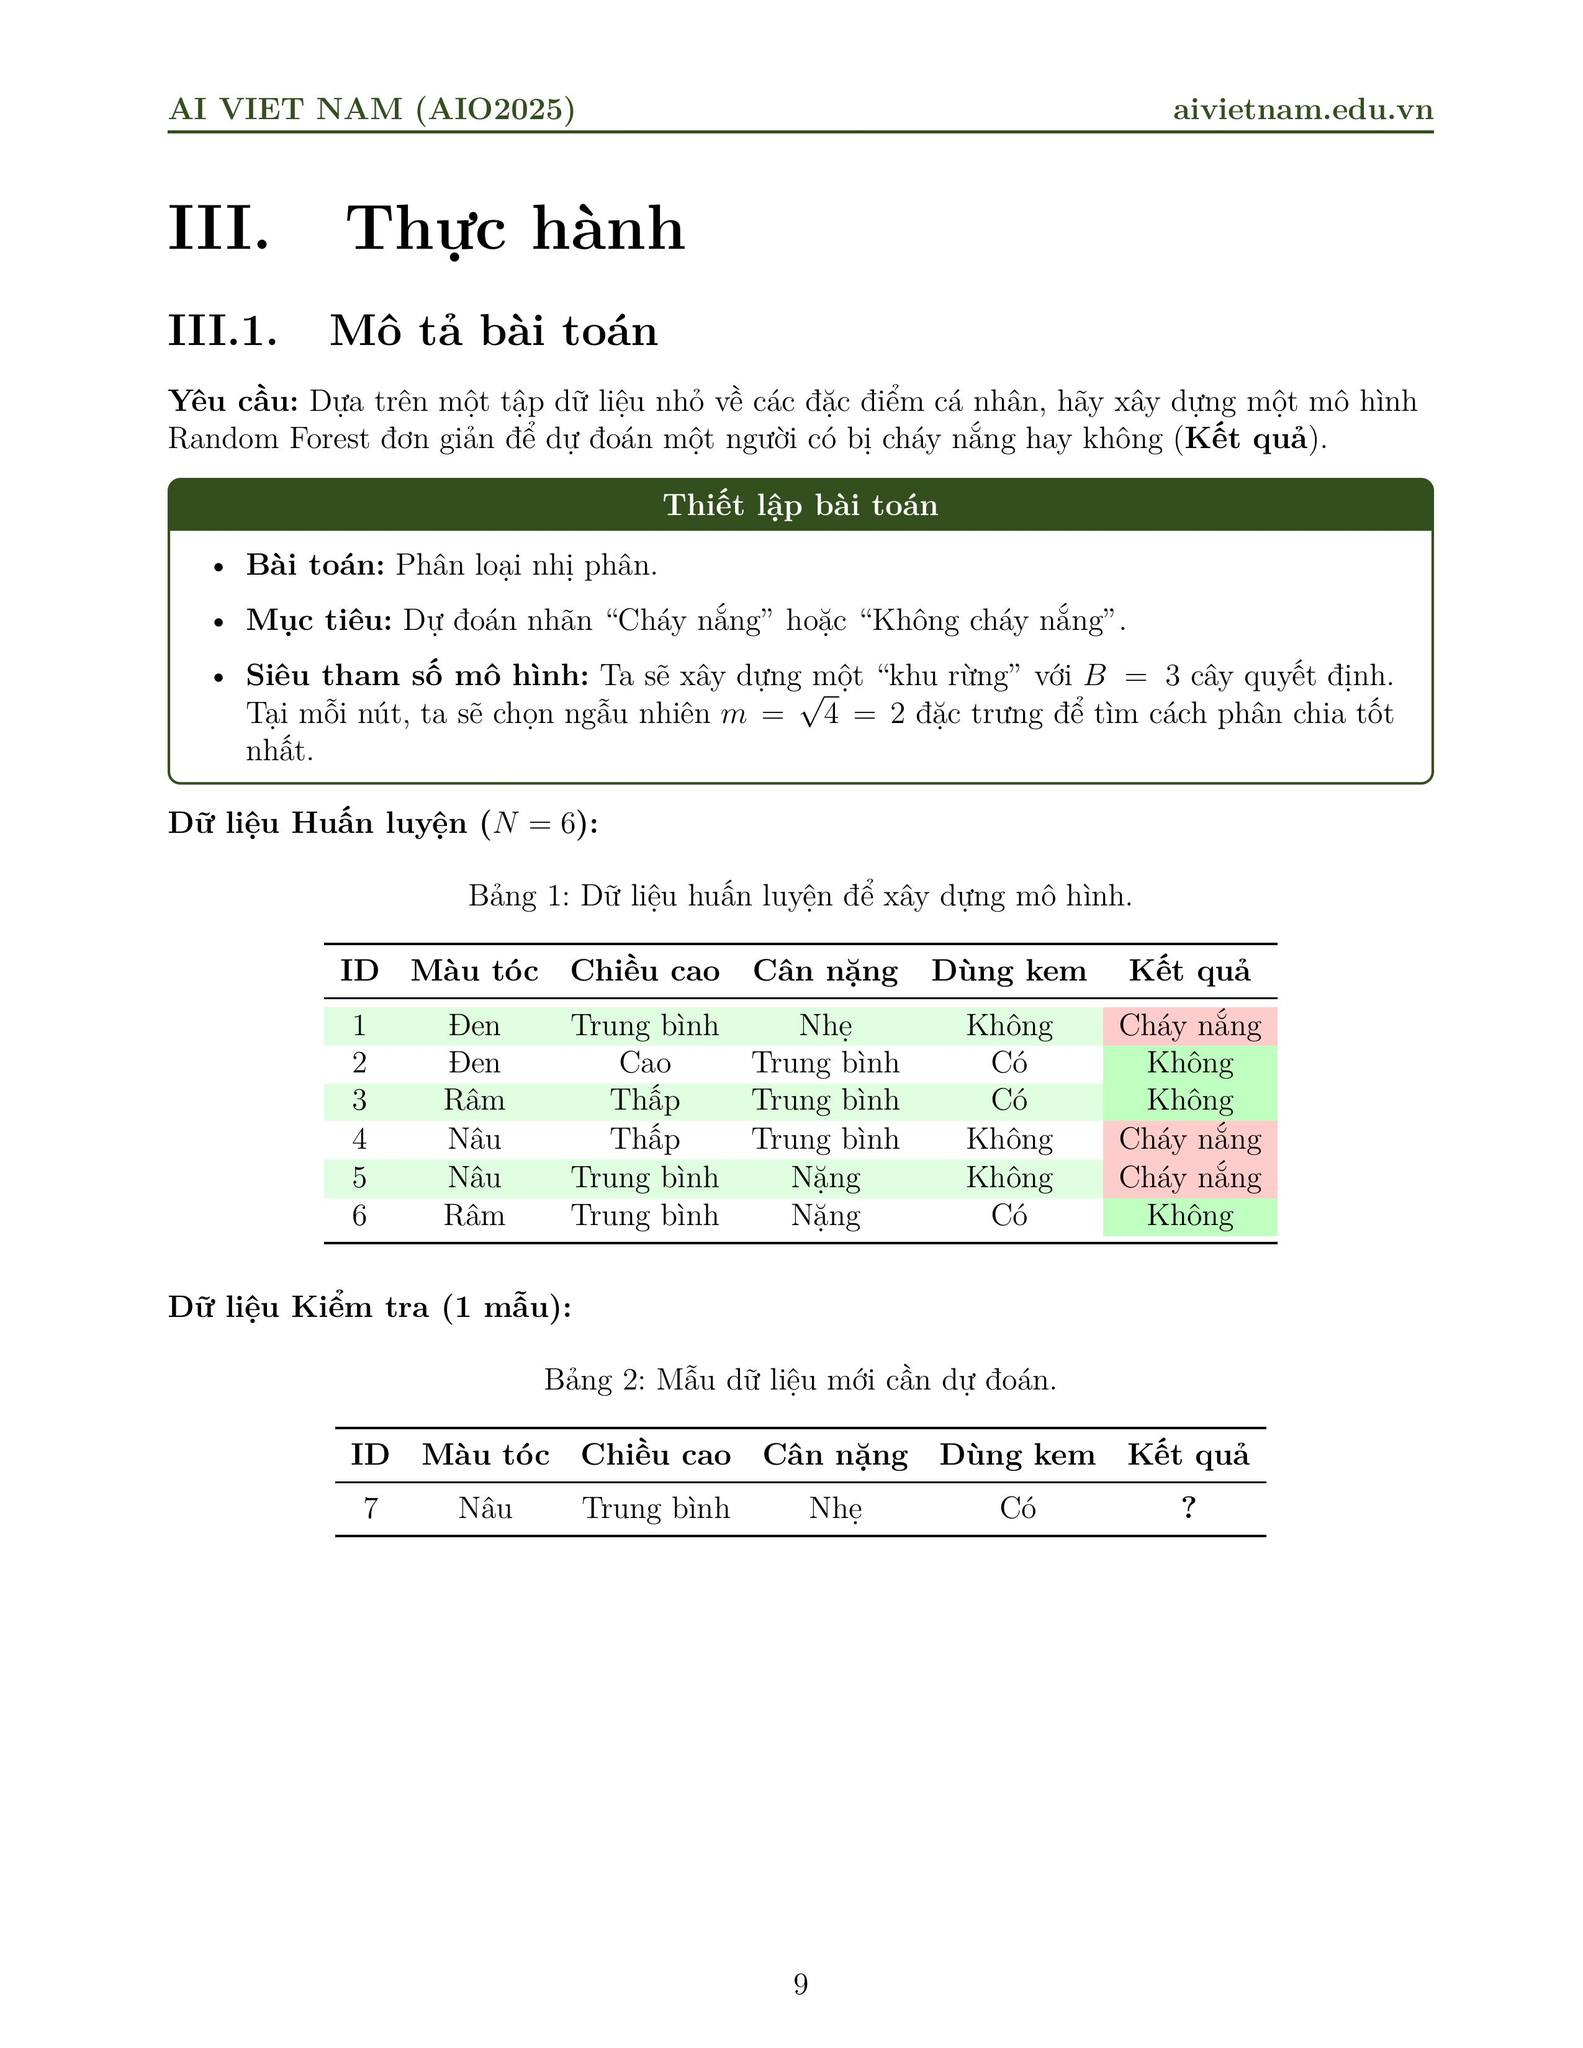 AI VIET NAM (AIO2025) aivietnam.edu.vn
III. Thực hành
III.1. Mô tả bài toán
Yêu cầu: Dựa trên một tập dữ liệu nhỏ về các đặc điểm cá nhân, hãy xây dựng một mô hình
Random Forest đơn giản để dự đoán một người có bị cháy nắng hay không (Kết quả).
Thiết lập bài toán
• Bài toán: Phân loại nhị phân.
• Mục tiêu: Dự đoán nhãn “Cháy nắng” hoặc “Không cháy nắng”.
• Siêu tham số mô hình: Ta sẽ xây dựng một “khu rừng” với B = 3 cây quyết định.
Tại mỗi nút, ta sẽ chọn ngẫu nhiên m = √4 = 2 đặc trưng để tìm cách phân chia tốt
nhất.
Dữ liệu Huấn luyện (N = 6):
Bảng 1: Dữ liệu huấn luyện để xây dựng mô hình.
ID Màu tóc Chiều cao Cân nặng Dùng kem Kết quả
1 Đen Trung bình Nhẹ Không Cháy nắng
2 Đen Cao Trung bình Có Không
3 Râm Thấp Trung bình Có Không
4 Nâu Thấp Trung bình Không Cháy nắng
5 Nâu Trung bình Nặng Không Cháy nắng
6 Râm Trung bình Nặng Có Không
Dữ liệu Kiểm tra (1 mẫu):
Bảng 2: Mẫu dữ liệu mới cần dự đoán.
ID Màu tóc Chiều cao Cân nặng Dùng kem Kết quả
7 Nâu Trung bình Nhẹ Có ?
9